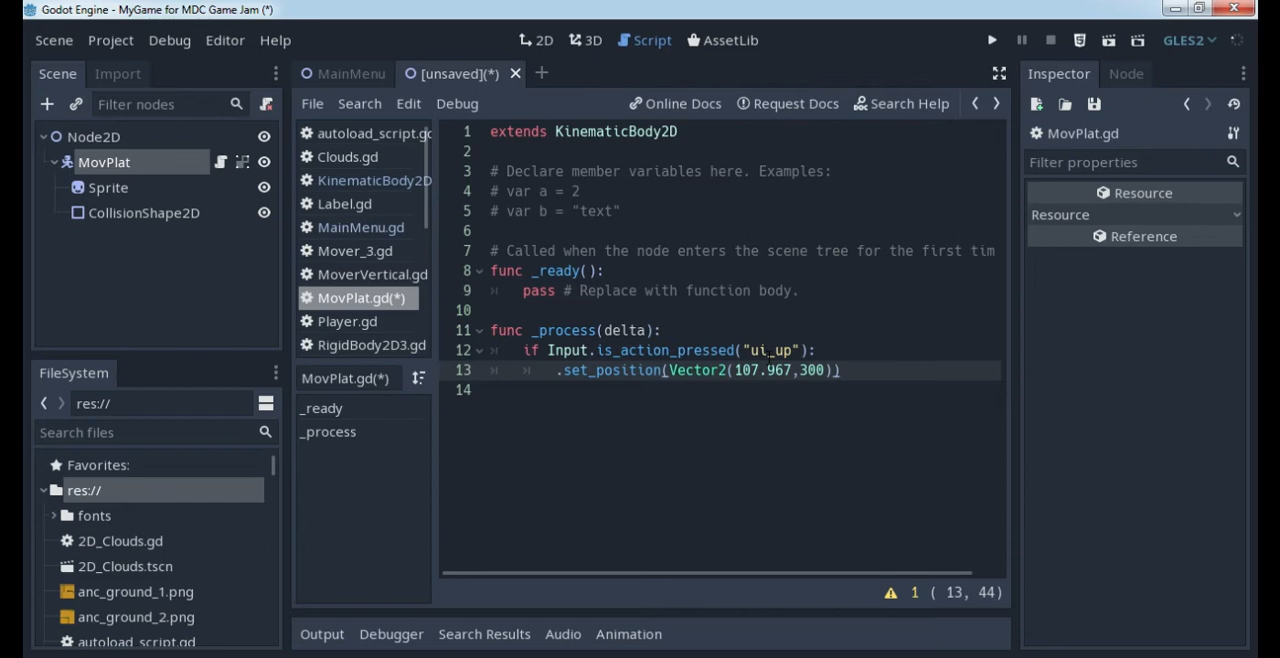 Godot Engine - MyGame for MDC Game Jam (*)
Scene Project Debug Editor Help
2D 3D Script AssetLib
GLES2
Scene Import
Filter nodes
Node2D
MovPlat
Sprite
CollisionShape2D
FileSystem
res://
Search files
Favorites:
res://
fonts
2D_Clouds.gd
2D_Clouds.tscn
anc_ground_1.png
anc_ground_2.png
autoload_script.gd
MainMenu [unsaved](*)
File Search Edit Debug
Online Docs Request Docs Search Help
autoload_script.gd
Clouds.gd
KinematicBody2D
Label.gd
MainMenu.gd
Mover_3.gd
MoverVertical.gd
MovPlat.gd(*)
Player.gd
RigidBody2D3.gd
MovPlat.gd(*)
_ready
_process
1 extends KinematicBody2D
2
3 # Declare member variables here. Examples:
4 # var a = 2
5 # var b = "text"
6
7 # Called when the node enters the scene tree for the first tim
8 func _ready():
9 pass # Replace with function body.
10
11 func _process(delta):
12 if Input.is_action_pressed("ui_up"):
13 .set_position(Vector2(107.967,300))
14
1 ( 13, 44)
Output Debugger Search Results Audio Animation
Inspector Node
MovPlat.gd
Filter properties
Resource
Resource
Reference